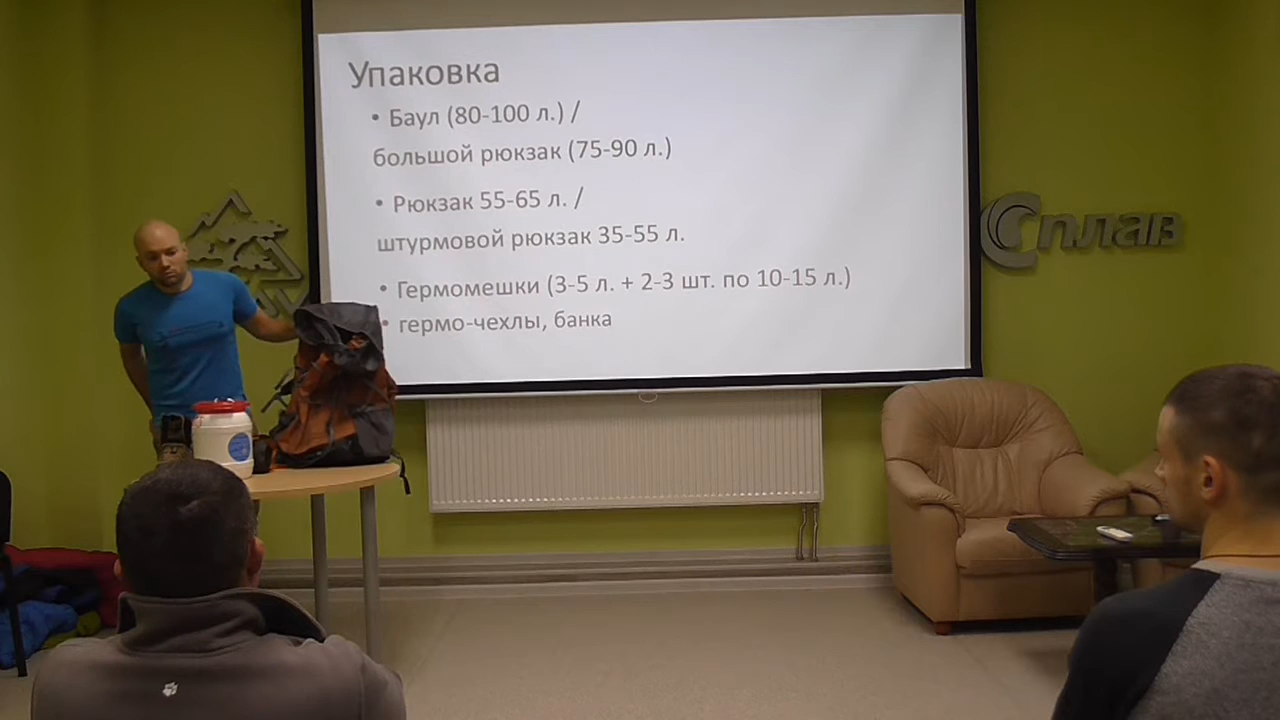 Упаковка
• Баул (80-100 л.) /
большой рюкзак (75-90 л.)
• Рюкзак 55-65 л. /
штурмовой рюкзак 35-55 л.
• Гермомешки (3-5 л. + 2-3 шт. по 10-15 л.)
• гермо-чехлы, банка
Сплав